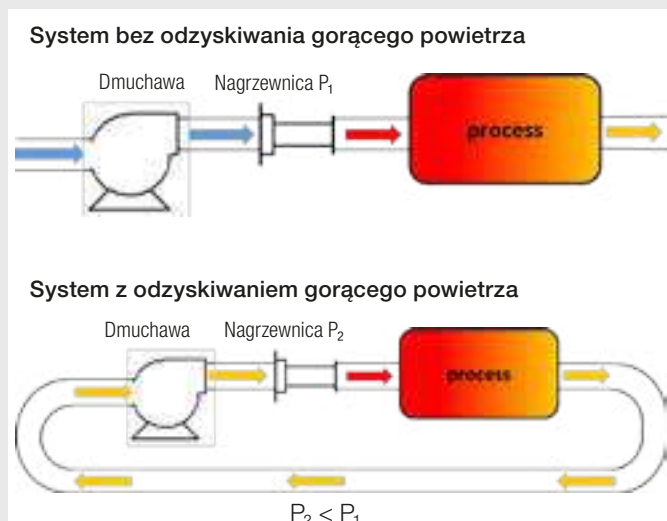 System bez odzyskiwania gorącego powietrza
Dmuchawa Nagrzewnica P₁
process
System z odzyskiwaniem gorącego powietrza
Dmuchawa Nagrzewnica P₂
process
P₂ < P₁